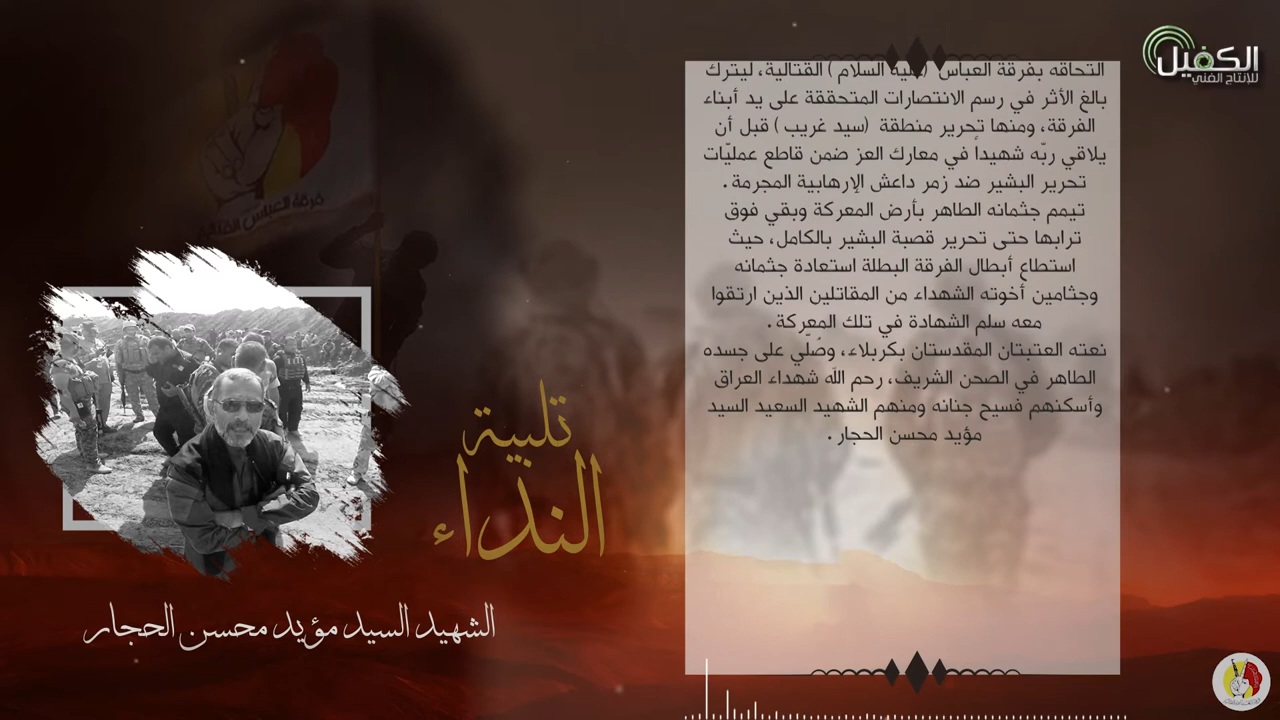 الكفيل
للإنتاج الفني
التحاقه بفرقة العباس (عليه السلام) القتالية، ليترك
بالغ الأثر في رسم الانتصارات المتحققة على يد أبناء
الفرقة، ومنها تحرير منطقة (سيد غريب) قبل أن
يلاقي ربّه شهيداً في معارك العز ضمن قاطع عمليّات
تحرير البشير ضد زمر داعش الإرهابية المجرمة.
تيمم جثمانه الطاهر بأرض المعركة وبقي فوق
ترابها حتى تحرير قصبة البشير بالكامل، حيث
استطاع أبطال الفرقة البطلة استعادة جثمانه
وجثامين أخوته الشهداء من المقاتلين الذين ارتقوا
معه سلم الشهادة في تلك المعركة.
نعته العتبتان المقدستان بكربلاء، وصُلّي على جسده
الطاهر في الصحن الشريف، رحم الله شهداء العراق
وأسكنهم فسيح جنانه ومنهم الشهيد السعيد السيد
مؤيد محسن الحجار.
فرقة العباس القتالية
تلبية
النداء
الشهيد السيد مؤيد محسن الحجار